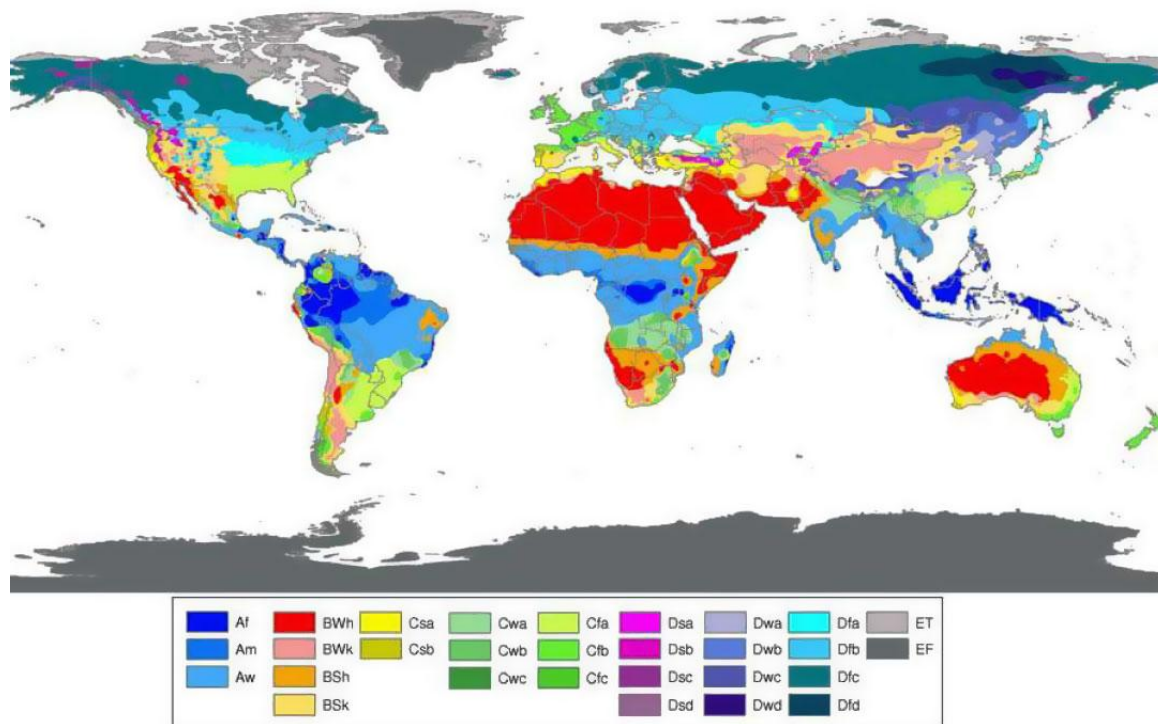 Af BWh Csa Cwa Cfa Dsa Dwa Dfa ET
Am BWk Csb Cwb Cfb Dsb Dwb Dfb EF
Aw BSh Cwc Cfc Dsc Dwc Dfc
BSk Dsd Dwd Dfd